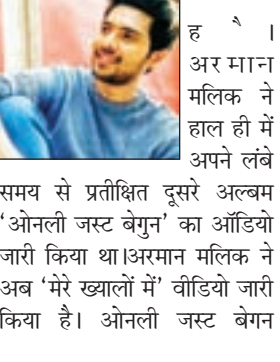 है।
अरमान
मलिक ने
हाल ही में
अपने लंबे
समय से प्रतीक्षित दूसरे अल्बम
‘ओनली जस्ट बेगुन’ का ऑडियो
जारी किया था।अरमान मलिक ने
अब ‘मेरे ख्यालों में’ वीडियो जारी
किया है। ओनली जस्ट बेगन